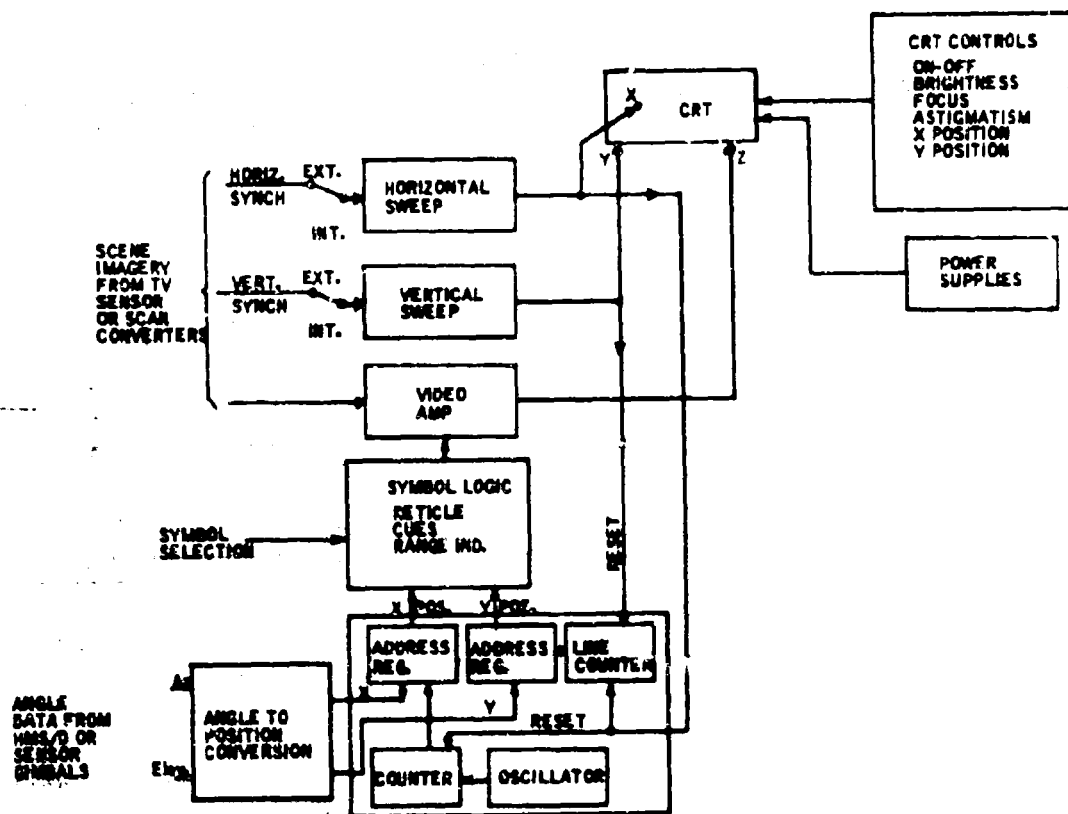 CRT CONTROLS
ON-OFF
BRIGHTNESS
FOCUS
ASTIGMATISM
X POSITION
Y POSITION
X
CRT
Y
Z
HORIZ.
SYNCH
EXT.
INT.
HORIZONTAL
SWEEP
SCENE
IMAGERY
FROM TV
SENSOR
OR SCAN
CONVERTERS
VERT.
SYNCH
EXT.
INT.
VERTICAL
SWEEP
POWER
SUPPLIES
VIDEO
AMP
SYMBOL LOGIC
RETICLE
CUES
RANGE IND.
SYMBOL
SELECTION
RESET
X POS.
Y POS.
ADDRESS
REG.
ADDRESS
REG.
LINE
COUNTER
ANGLE
DATA FROM
HMS/D OR
SENSOR
GIMBALS
ANGLE TO
POSITION
CONVERSION
X
Y
RESET
COUNTER
OSCILLATOR